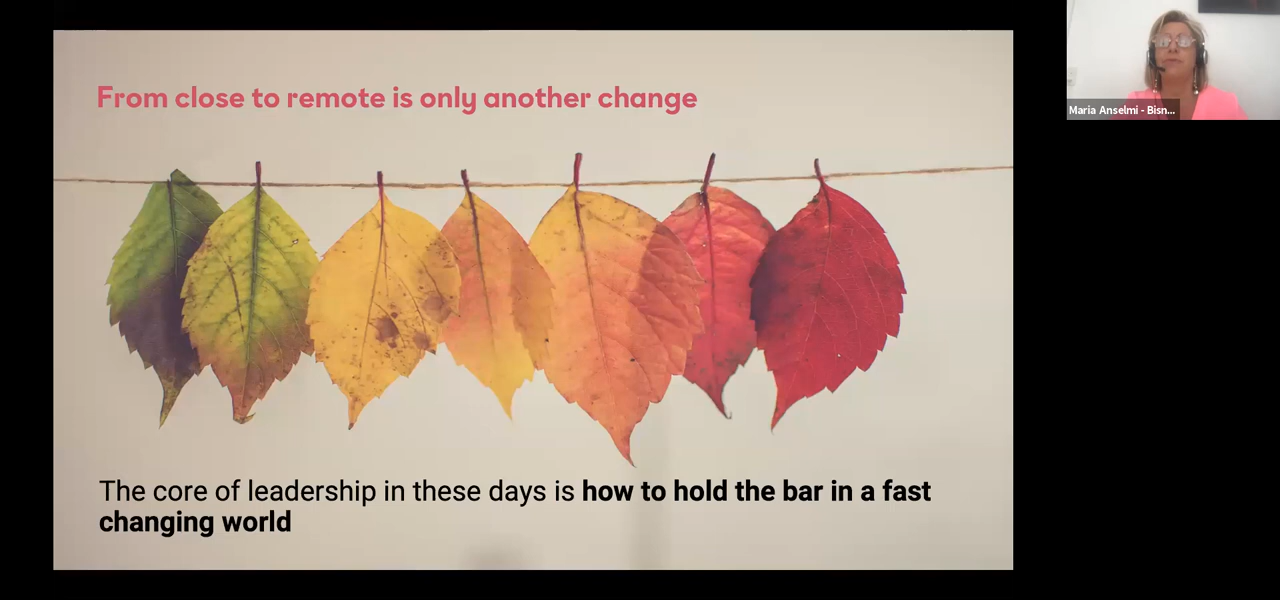 From close to remote is only another change
Maria Anselmi - Bisn...
The core of leadership in these days is how to hold the bar in a fast
changing world